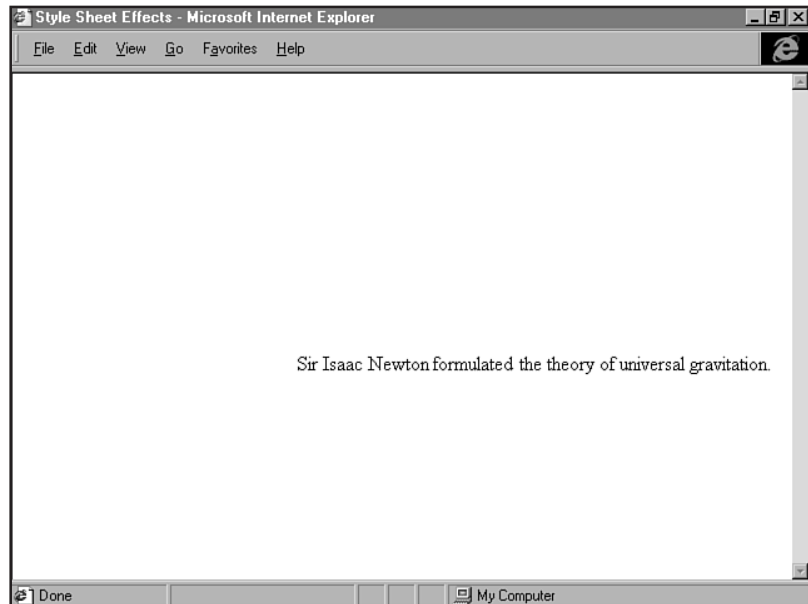 Style Sheet Effects - Microsoft Internet Explorer
File Edit View Go Favorites Help
Sir Isaac Newton formulated the theory of universal gravitation.
Done My Computer